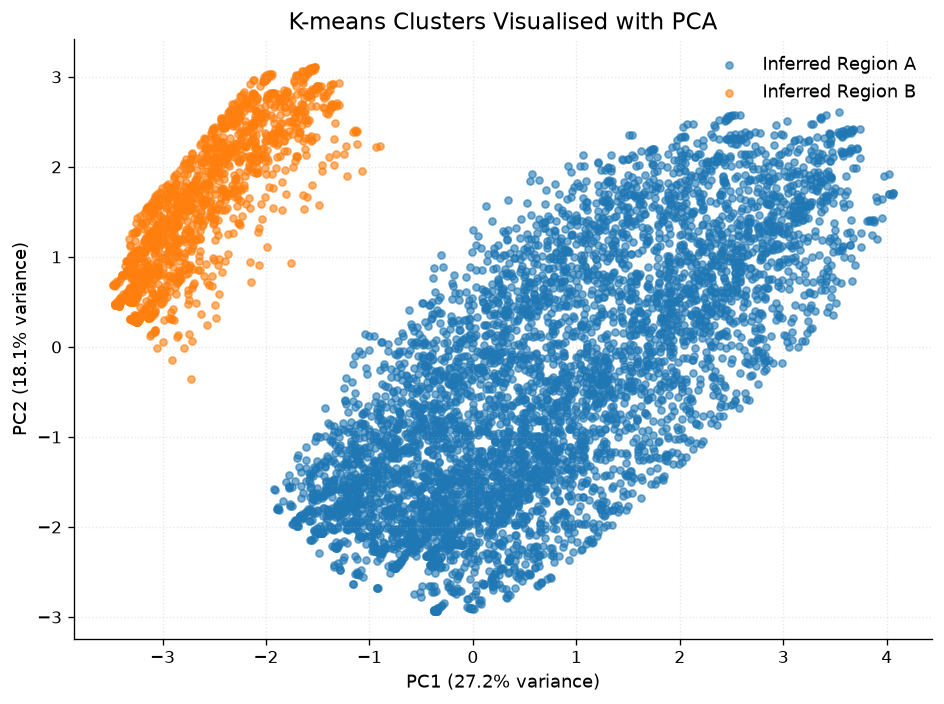 K-means Clusters Visualised with PCA
Inferred Region A
Inferred Region B
PC2 (18.1% variance)
3
2
1
0
−1
−2
−3
−3 −2 −1 0 1 2 3 4
PC1 (27.2% variance)